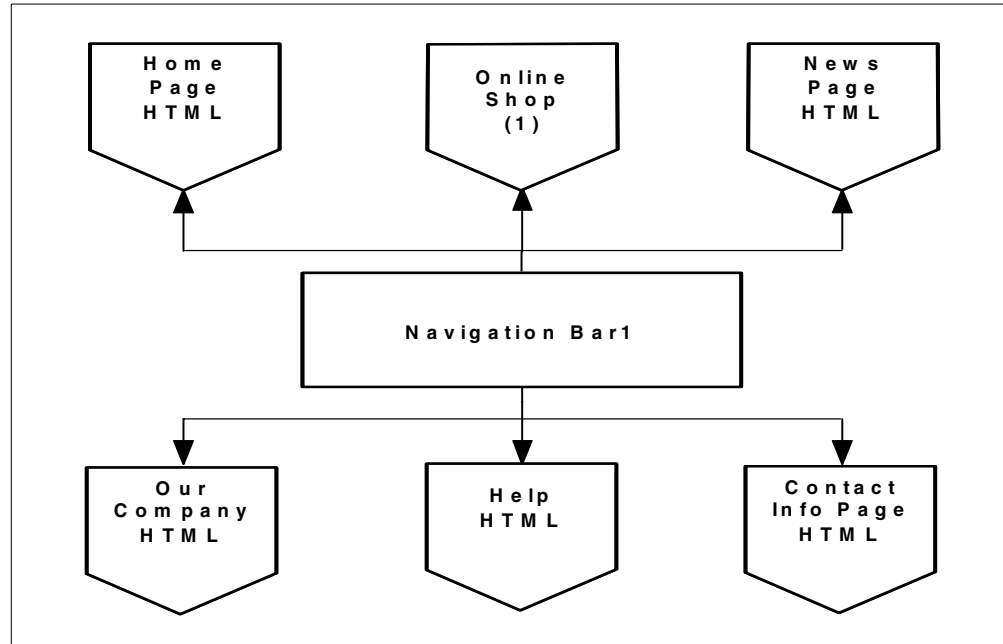 Home
Page
HTML
Online
Shop
(1)
News
Page
HTML
Navigation Bar1
Our
Company
HTML
Help
HTML
Contact
Info Page
HTML